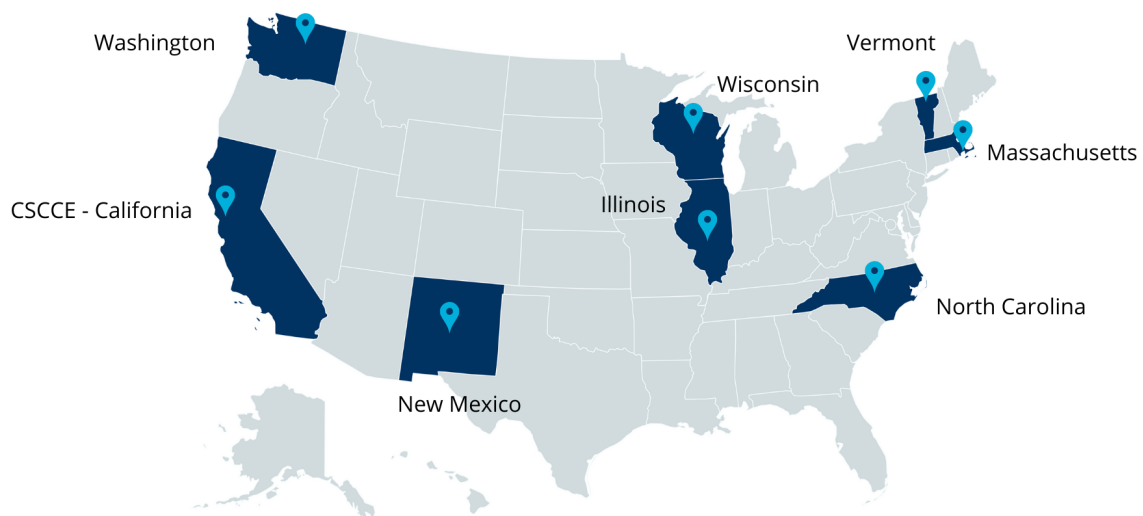 Washington
Vermont
Wisconsin
Massachusetts
Illinois
CSCCE - California
North Carolina
New Mexico